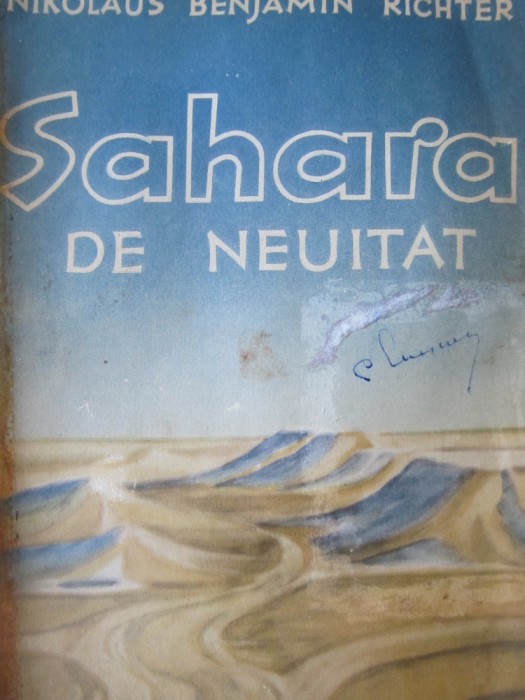 NIKOLAUS BENJAMIN RICHTER
Sahara
DE NEUITAT